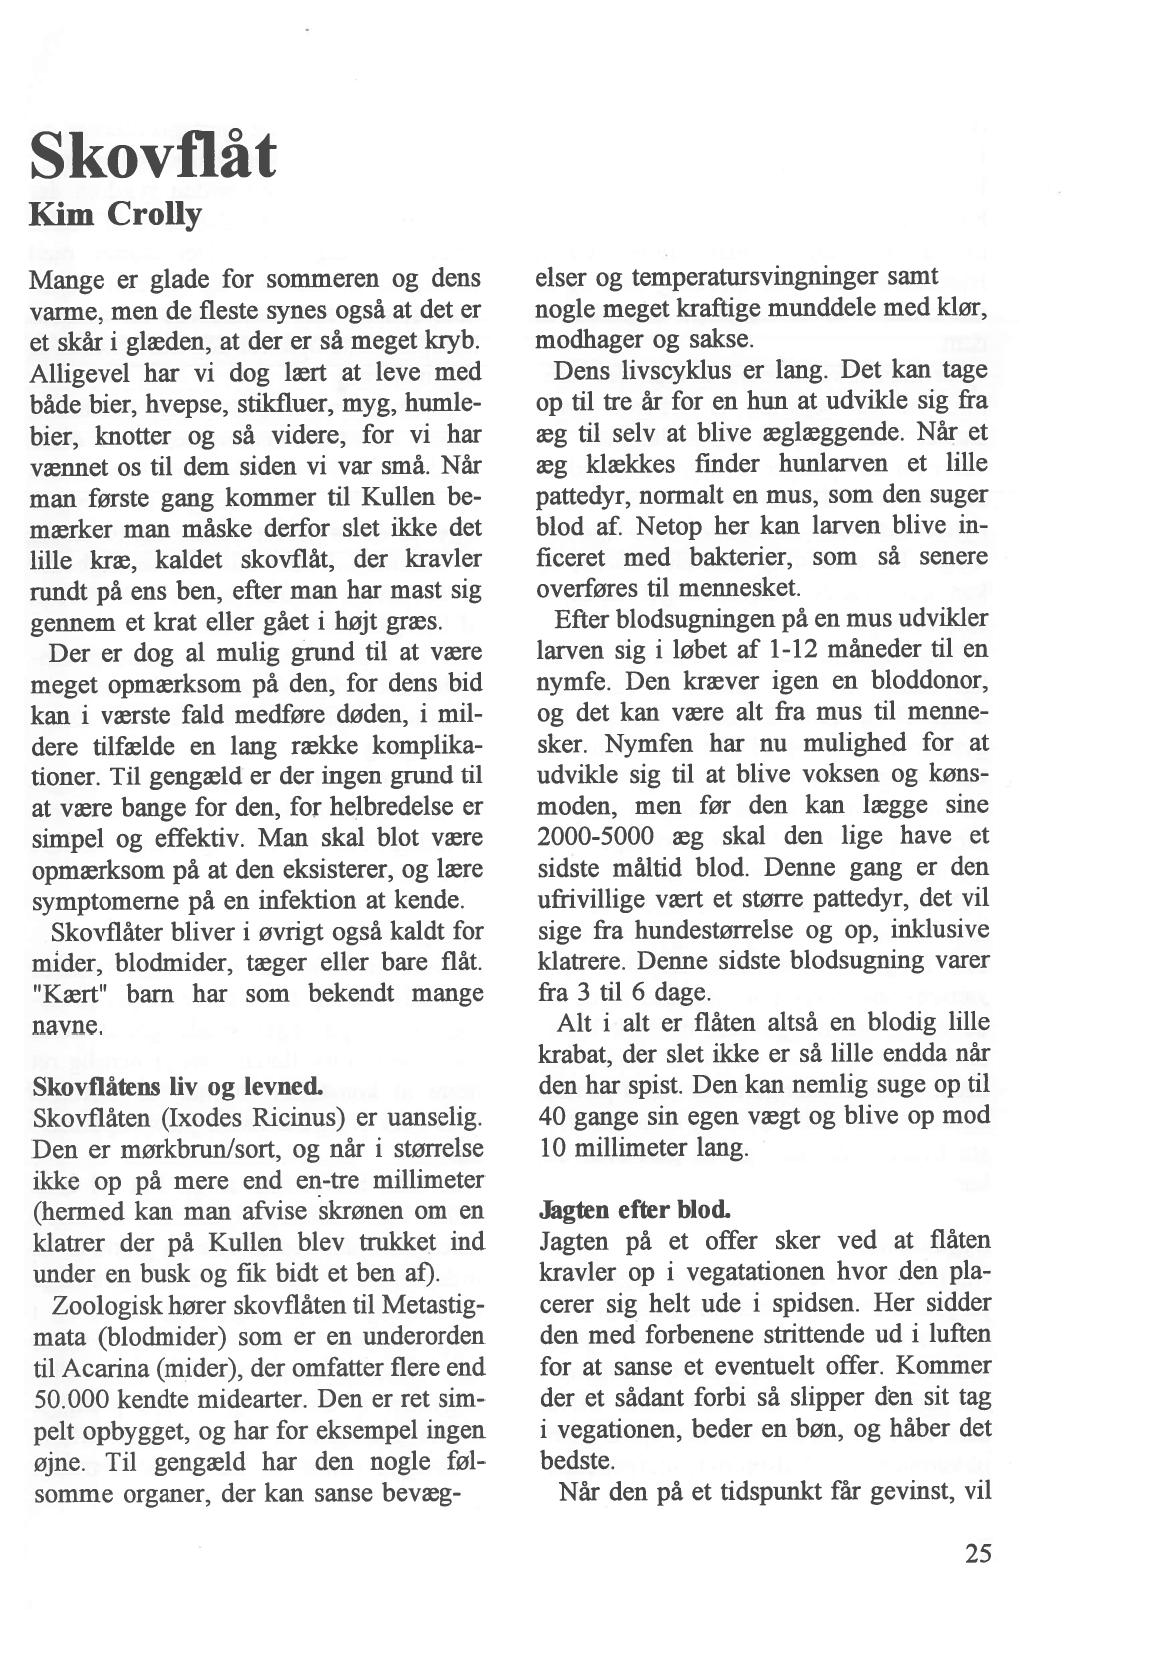 Skovflåt
Kim Crolly
Mange er glade for sommeren og dens
varme, men de fleste synes også at det er
et skår i glæden, at der er så meget kryb.
Alligevel har vi dog lært at leve med
både bier, hvepse, stikfluer, myg, humle-
bier, knotter og så videre, for vi har
vænnet os til dem siden vi var små. Når
man første gang kommer til Kullen be-
mærker man måske derfor slet ikke det
lille kræ, kaldet skovflåt, der kravler
rundt på ens ben, efter man har mast sig
gennem et krat eller gået i højt græs.
Der er dog al mulig grund til at være
meget opmærksom på den, for dens bid
kan i værste fald medføre døden, i mil-
dere tilfælde en lang række komplika-
tioner. Til gengæld er der ingen grund til
at være bange for den, for helbredelse er
simpel og effektiv. Man skal blot være
opmærksom på at den eksisterer, og lære
symptomerne på en infektion at kende.
Skovflåter bliver i øvrigt også kaldt for
mider, blodmider, tæger eller bare flåt.
"Kært" barn har som bekendt mange
navne.
Skovflåtens liv og levned.
Skovflåten (Ixodes Ricinus) er uanselig.
Den er mørkbrun/sort, og når i størrelse
ikke op på mere end en-tre millimeter
(hermed kan man afvise skrønen om en
klatrer der på Kullen blev trukket ind
under en busk og fik bidt et ben af).
Zoologisk hører skovflåten til Metastig-
mata (blodmider) som er en underorden
til Acarina (mider), der omfatter flere end
50.000 kendte midearter. Den er ret sim-
pelt opbygget, og har for eksempel ingen
øjne. Til gengæld har den nogle føl-
somme organer, der kan sanse bevæg-
elser og temperatursvingninger samt
nogle meget kraftige munddele med klør,
modhager og sakse.
Dens livscyklus er lang. Det kan tage
op til tre år for en hun at udvikle sig fra
æg til selv at blive æglæggende. Når et
æg klækkes finder hunlarven et lille
pattedyr, normalt en mus, som den suger
blod af. Netop her kan larven blive in-
ficeret med bakterier, som så senere
overføres til mennesket.
Efter blodsugningen på en mus udvikler
larven sig i løbet af 1-12 måneder til en
nymfe. Den kræver igen en bloddonor,
og det kan være alt fra mus til menne-
sker. Nymfen har nu mulighed for at
udvikle sig til at blive voksen og køns-
moden, men før den kan lægge sine
2000-5000 æg skal den lige have et
sidste måltid blod. Denne gang er den
ufrivillige vært et større pattedyr, det vil
sige fra hundestørrelse og op, inklusive
klatrere. Denne sidste blodsugning varer
fra 3 til 6 dage.
Alt i alt er flåten altså en blodig lille
krabat, der slet ikke er så lille endda når
den har spist. Den kan nemlig suge op til
40 gange sin egen vægt og blive op mod
10 millimeter lang.
Jagten efter blod.
Jagten på et offer sker ved at flåten
kravler op i vegatationen hvor den pla-
cerer sig helt ude i spidsen. Her sidder
den med forbenene strittende ud i luften
for at sanse et eventuelt offer. Kommer
der et sådant forbi så slipper den sit tag
i vegationen, beder en bøn, og håber det
bedste.
Når den på et tidspunkt får gevinst, vil
25